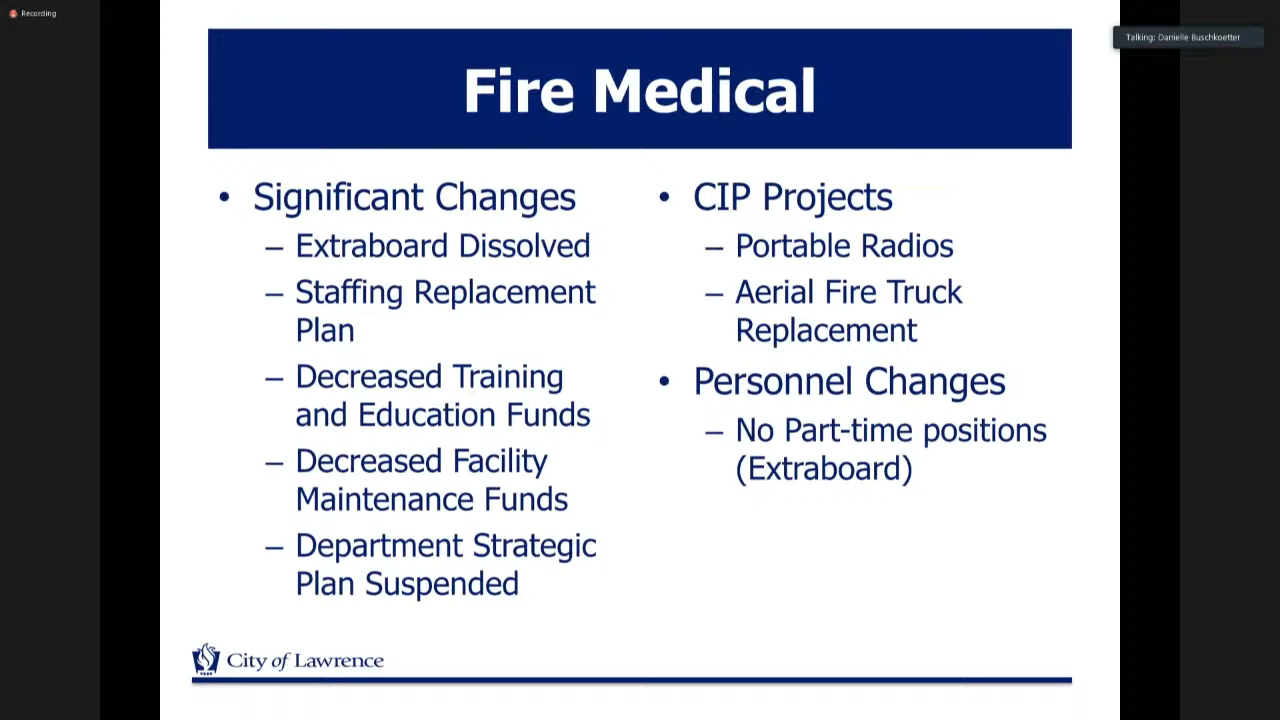 Recording
Talking: Danielle Buschkoetter
Fire Medical
• Significant Changes
– Extraboard Dissolved
– Staffing Replacement
Plan
– Decreased Training
and Education Funds
– Decreased Facility
Maintenance Funds
– Department Strategic
Plan Suspended
• CIP Projects
– Portable Radios
– Aerial Fire Truck
Replacement
• Personnel Changes
– No Part-time positions
(Extraboard)
City of Lawrence